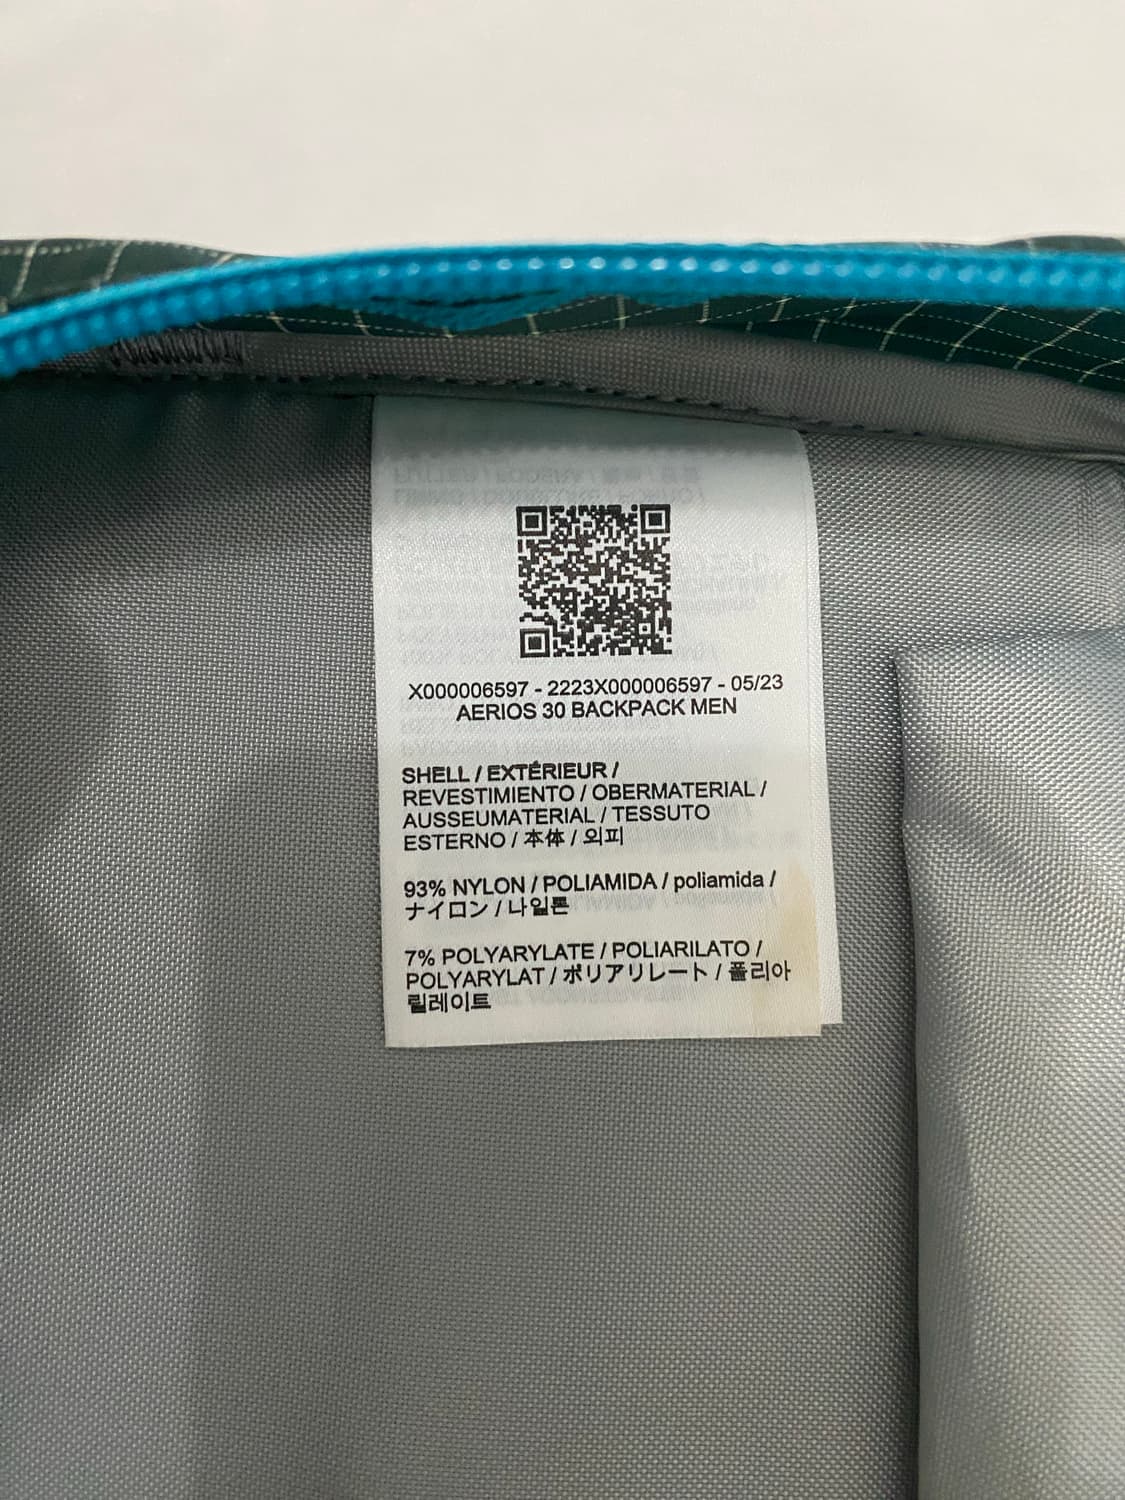 X000006597 - 2223X000006597 - 05/23
AERIOS 30 BACKPACK MEN
SHELL / EXTÉRIEUR /
REVESTIMIENTO / OBERMATERIAL /
AUSSEUMATERIAL / TESSUTO
ESTERNO / 本体 / 외피
93% NYLON / POLIAMIDA / poliamida /
ナイロン / 나일론
7% POLYARYLATE / POLIARILATO /
POLYARYLAT / ポリアリレート / 폴리아
릴레이트